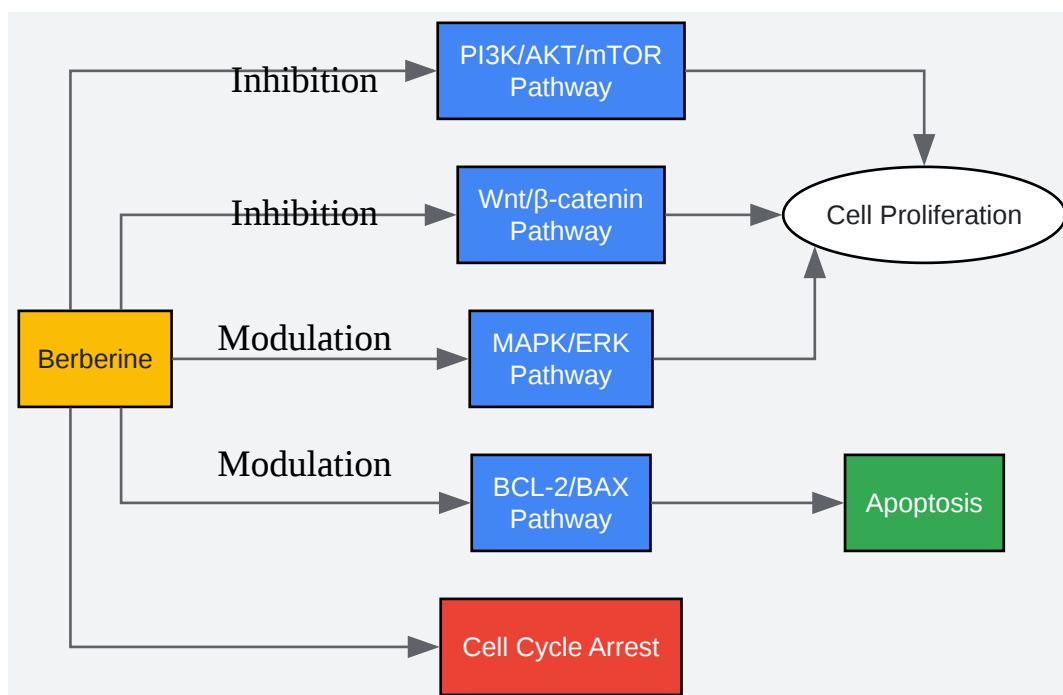 PI3K/AKT/mTOR
Pathway
Inhibition
Wnt/β-catenin
Pathway
Inhibition
Cell Proliferation
Berberine
Modulation
MAPK/ERK
Pathway
Modulation
BCL-2/BAX
Pathway
Apoptosis
Cell Cycle Arrest